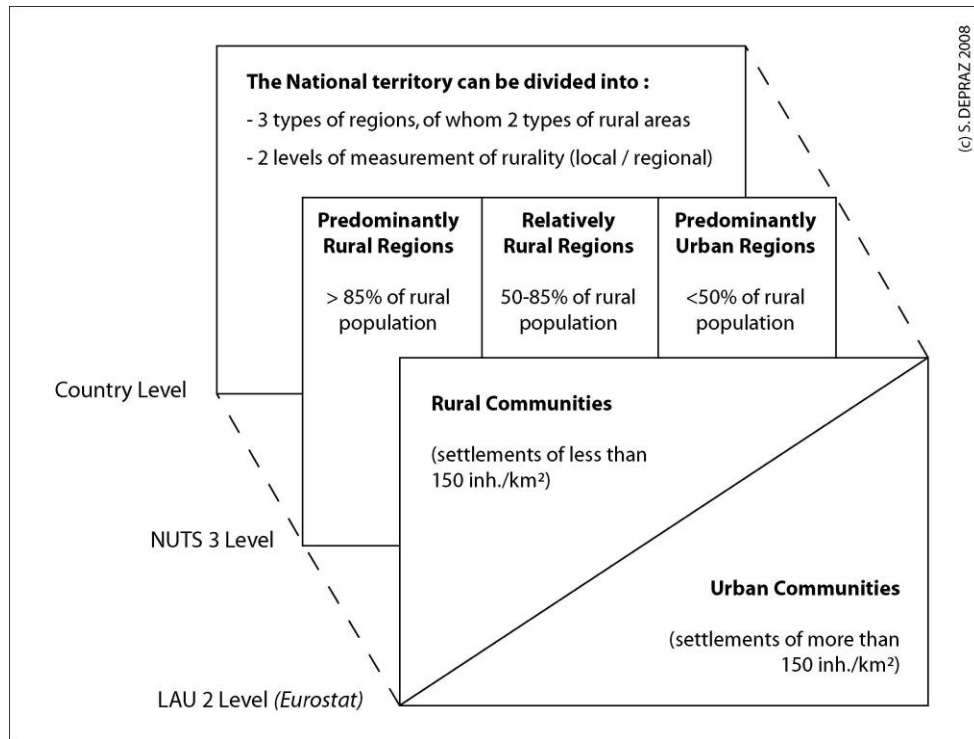 (c) S. DEPRAZ 2008
The National territory can be divided into :
- 3 types of regions, of whom 2 types of rural areas
- 2 levels of measurement of rurality (local / regional)
Predominantly
Rural Regions
> 85% of rural
population
Relatively
Rural Regions
50-85% of rural
population
Predominantly
Urban Regions
<50% of rural
population
Country Level
Rural Communities
(settlements of less than
150 inh./km²)
NUTS 3 Level
Urban Communities
(settlements of more than
150 inh./km²)
LAU 2 Level (Eurostat)